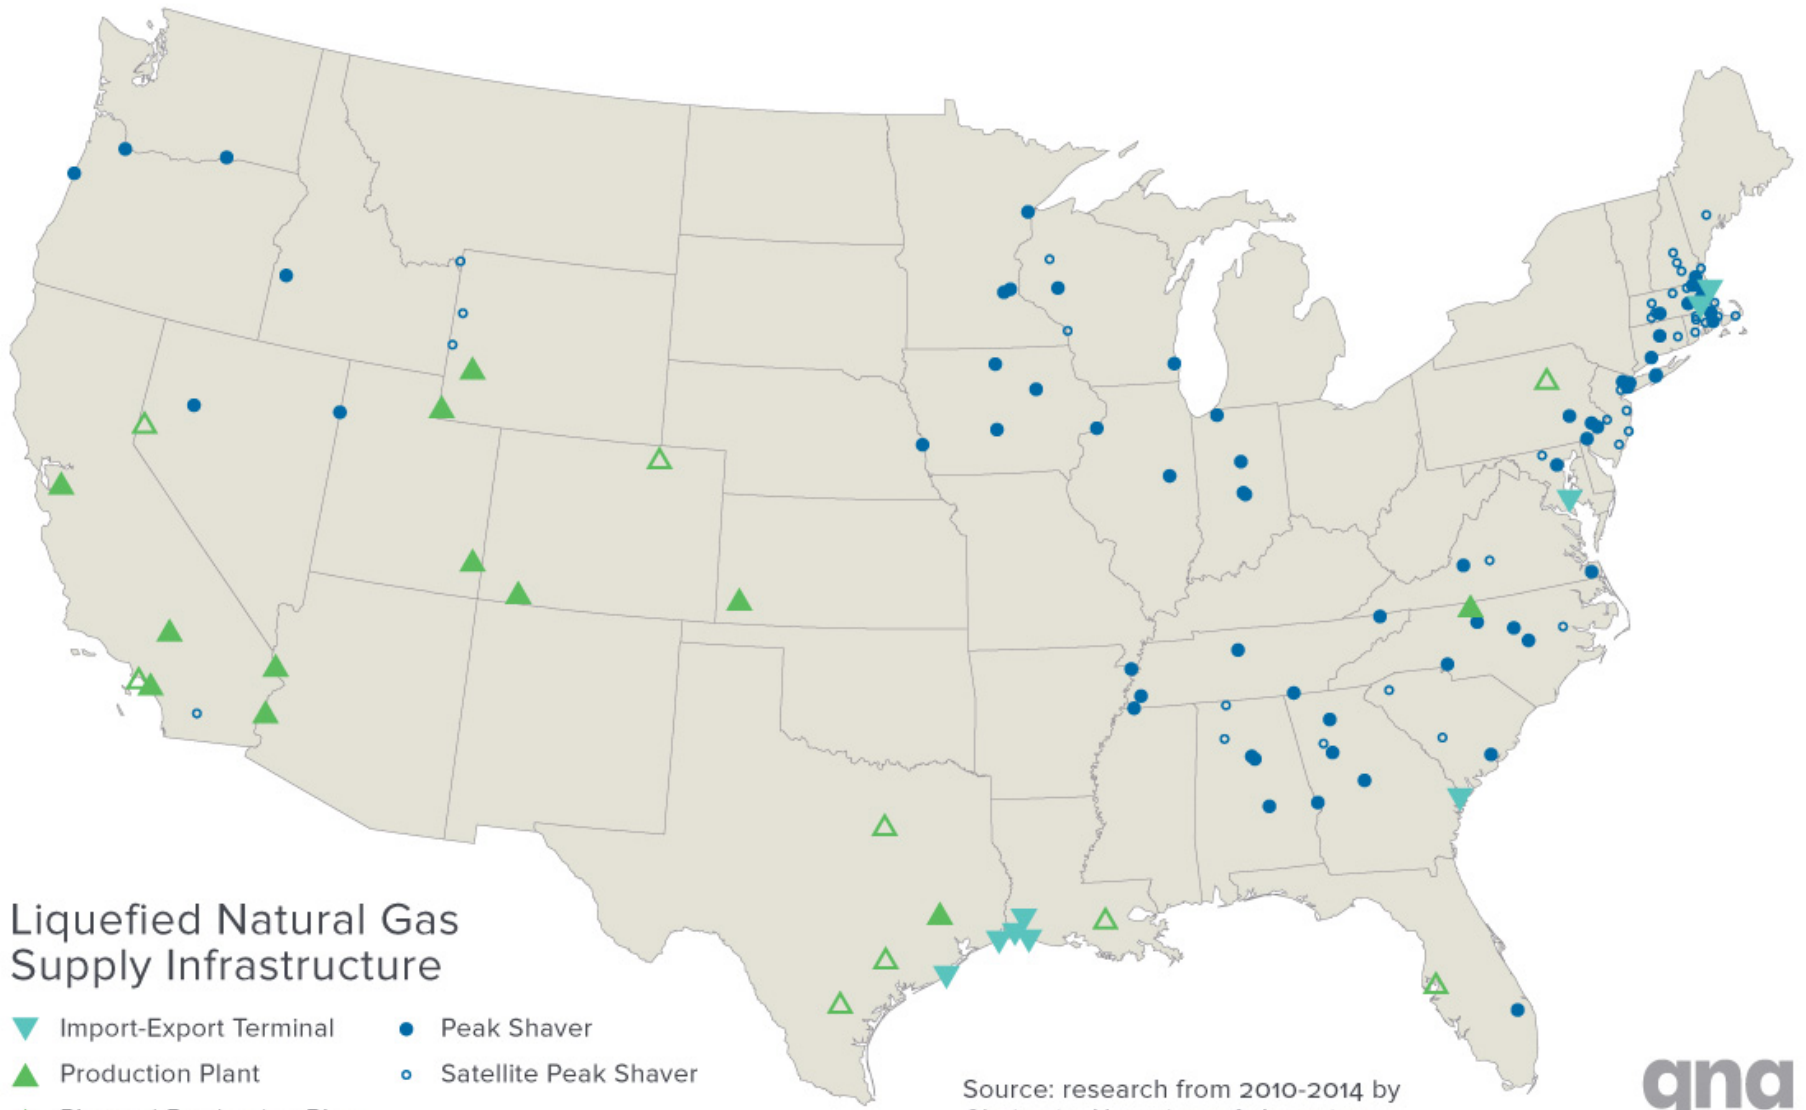 Liquefied Natural Gas
Supply Infrastructure
Import-Export Terminal
Peak Shaver
Production Plant
Satellite Peak Shaver
Source: research from 2010-2014 by
gna